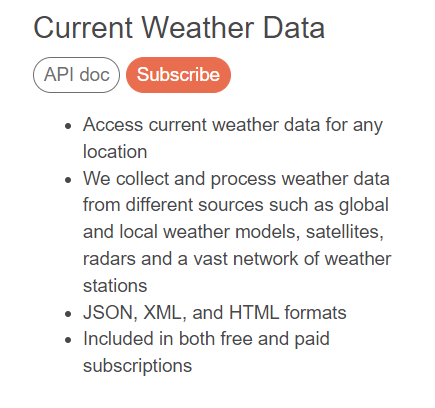 Current Weather Data
API doc Subscribe
• Access current weather data for any
location
• We collect and process weather data
from different sources such as global
and local weather models, satellites,
radars and a vast network of weather
stations
• JSON, XML, and HTML formats
• Included in both free and paid
subscriptions